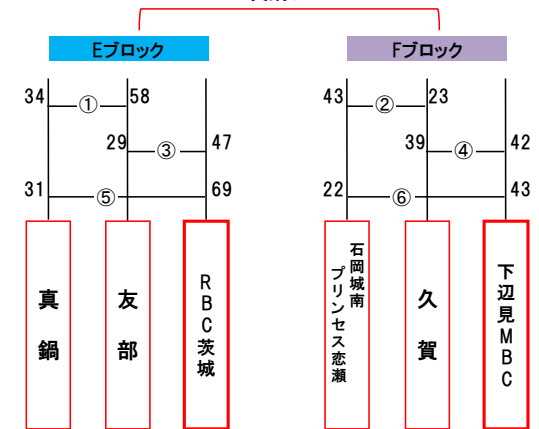 Eブロック Fブロック
34 ① 58 43 ② 23
29 ③ 47 39 ④ 42
31 ⑤ 69 22 ⑥ 43
真鍋
友部
RBC茨城
石岡城南
プリンセス恋瀬
久賀
下辺見MBC